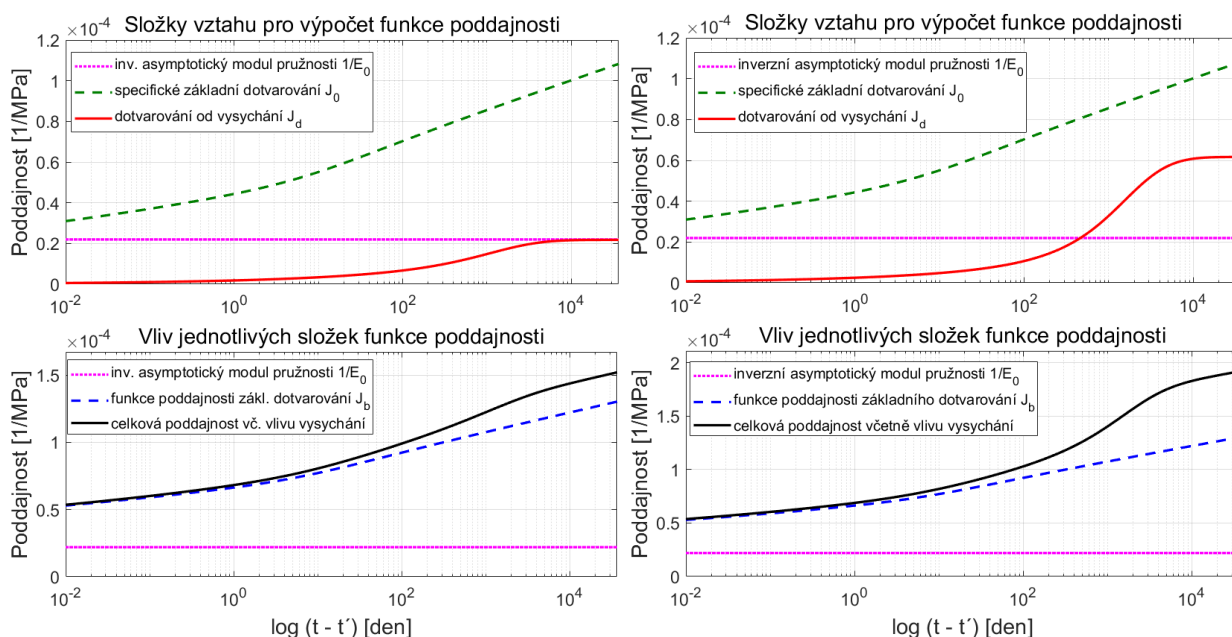 Složky vztahu pro výpočet funkce poddajnosti
×10⁻⁴
Poddajnost [1/MPa]
1.2
1
0.8
0.6
0.4
0.2
0
inv. asymptotický modul pružnosti 1/E₀
specifické základní dotvarování J₀
dotvarování od vysychání J_d
10⁻² 10⁰ 10² 10⁴
Složky vztahu pro výpočet funkce poddajnosti
×10⁻⁴
Poddajnost [1/MPa]
1.2
1
0.8
0.6
0.4
0.2
0
inverzní asymptotický modul pružnosti 1/E₀
specifické základní dotvarování J₀
dotvarování od vysychání J_d
10⁻² 10⁰ 10² 10⁴
Vliv jednotlivých složek funkce poddajnosti
×10⁻⁴
Poddajnost [1/MPa]
1.5
1
0.5
0
inv. asymptotický modul pružnosti 1/E₀
funkce poddajnosti zákl. dotvarování J_b
celková poddajnost vč. vlivu vysychání
10⁻² 10⁰ 10² 10⁴
log (t - t´) [den]
Vliv jednotlivých složek funkce poddajnosti
×10⁻⁴
Poddajnost [1/MPa]
2
1.5
1
0.5
0
inverzní asymptotický modul pružnosti 1/E₀
funkce poddajnosti základního dotvarování J_b
celková poddajnost včetně vlivu vysychání
10⁻² 10⁰ 10² 10⁴
log (t - t´) [den]